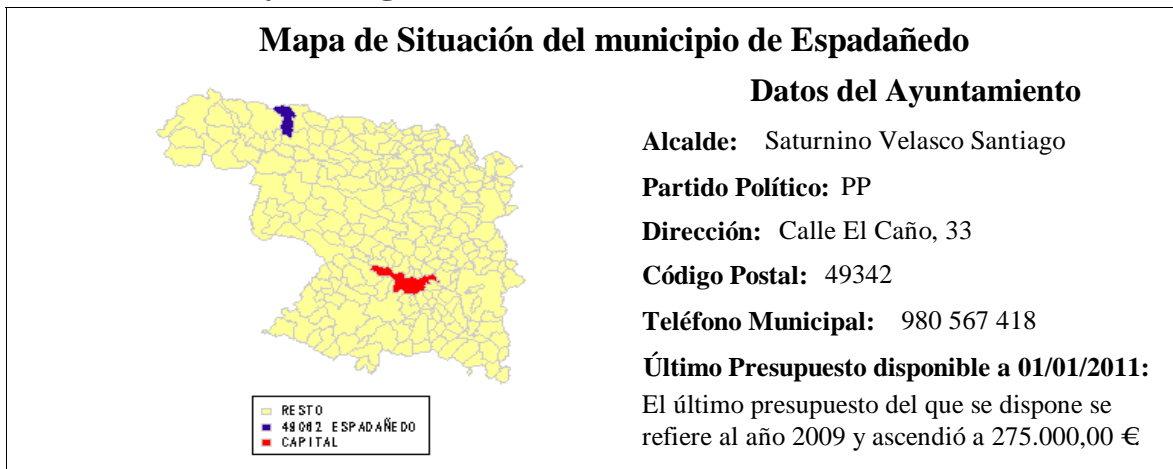 Mapa de Situación del municipio de Espadañedo
Datos del Ayuntamiento
Alcalde: Saturnino Velasco Santiago
Partido Político: PP
Dirección: Calle El Caño, 33
Código Postal: 49342
Teléfono Municipal: 980 567 418
Último Presupuesto disponible a 01/01/2011:
El último presupuesto del que se dispone se
refiere al año 2009 y ascendió a 275.000,00 €
RESTO
49062 ESPADAÑEDO
CAPITAL